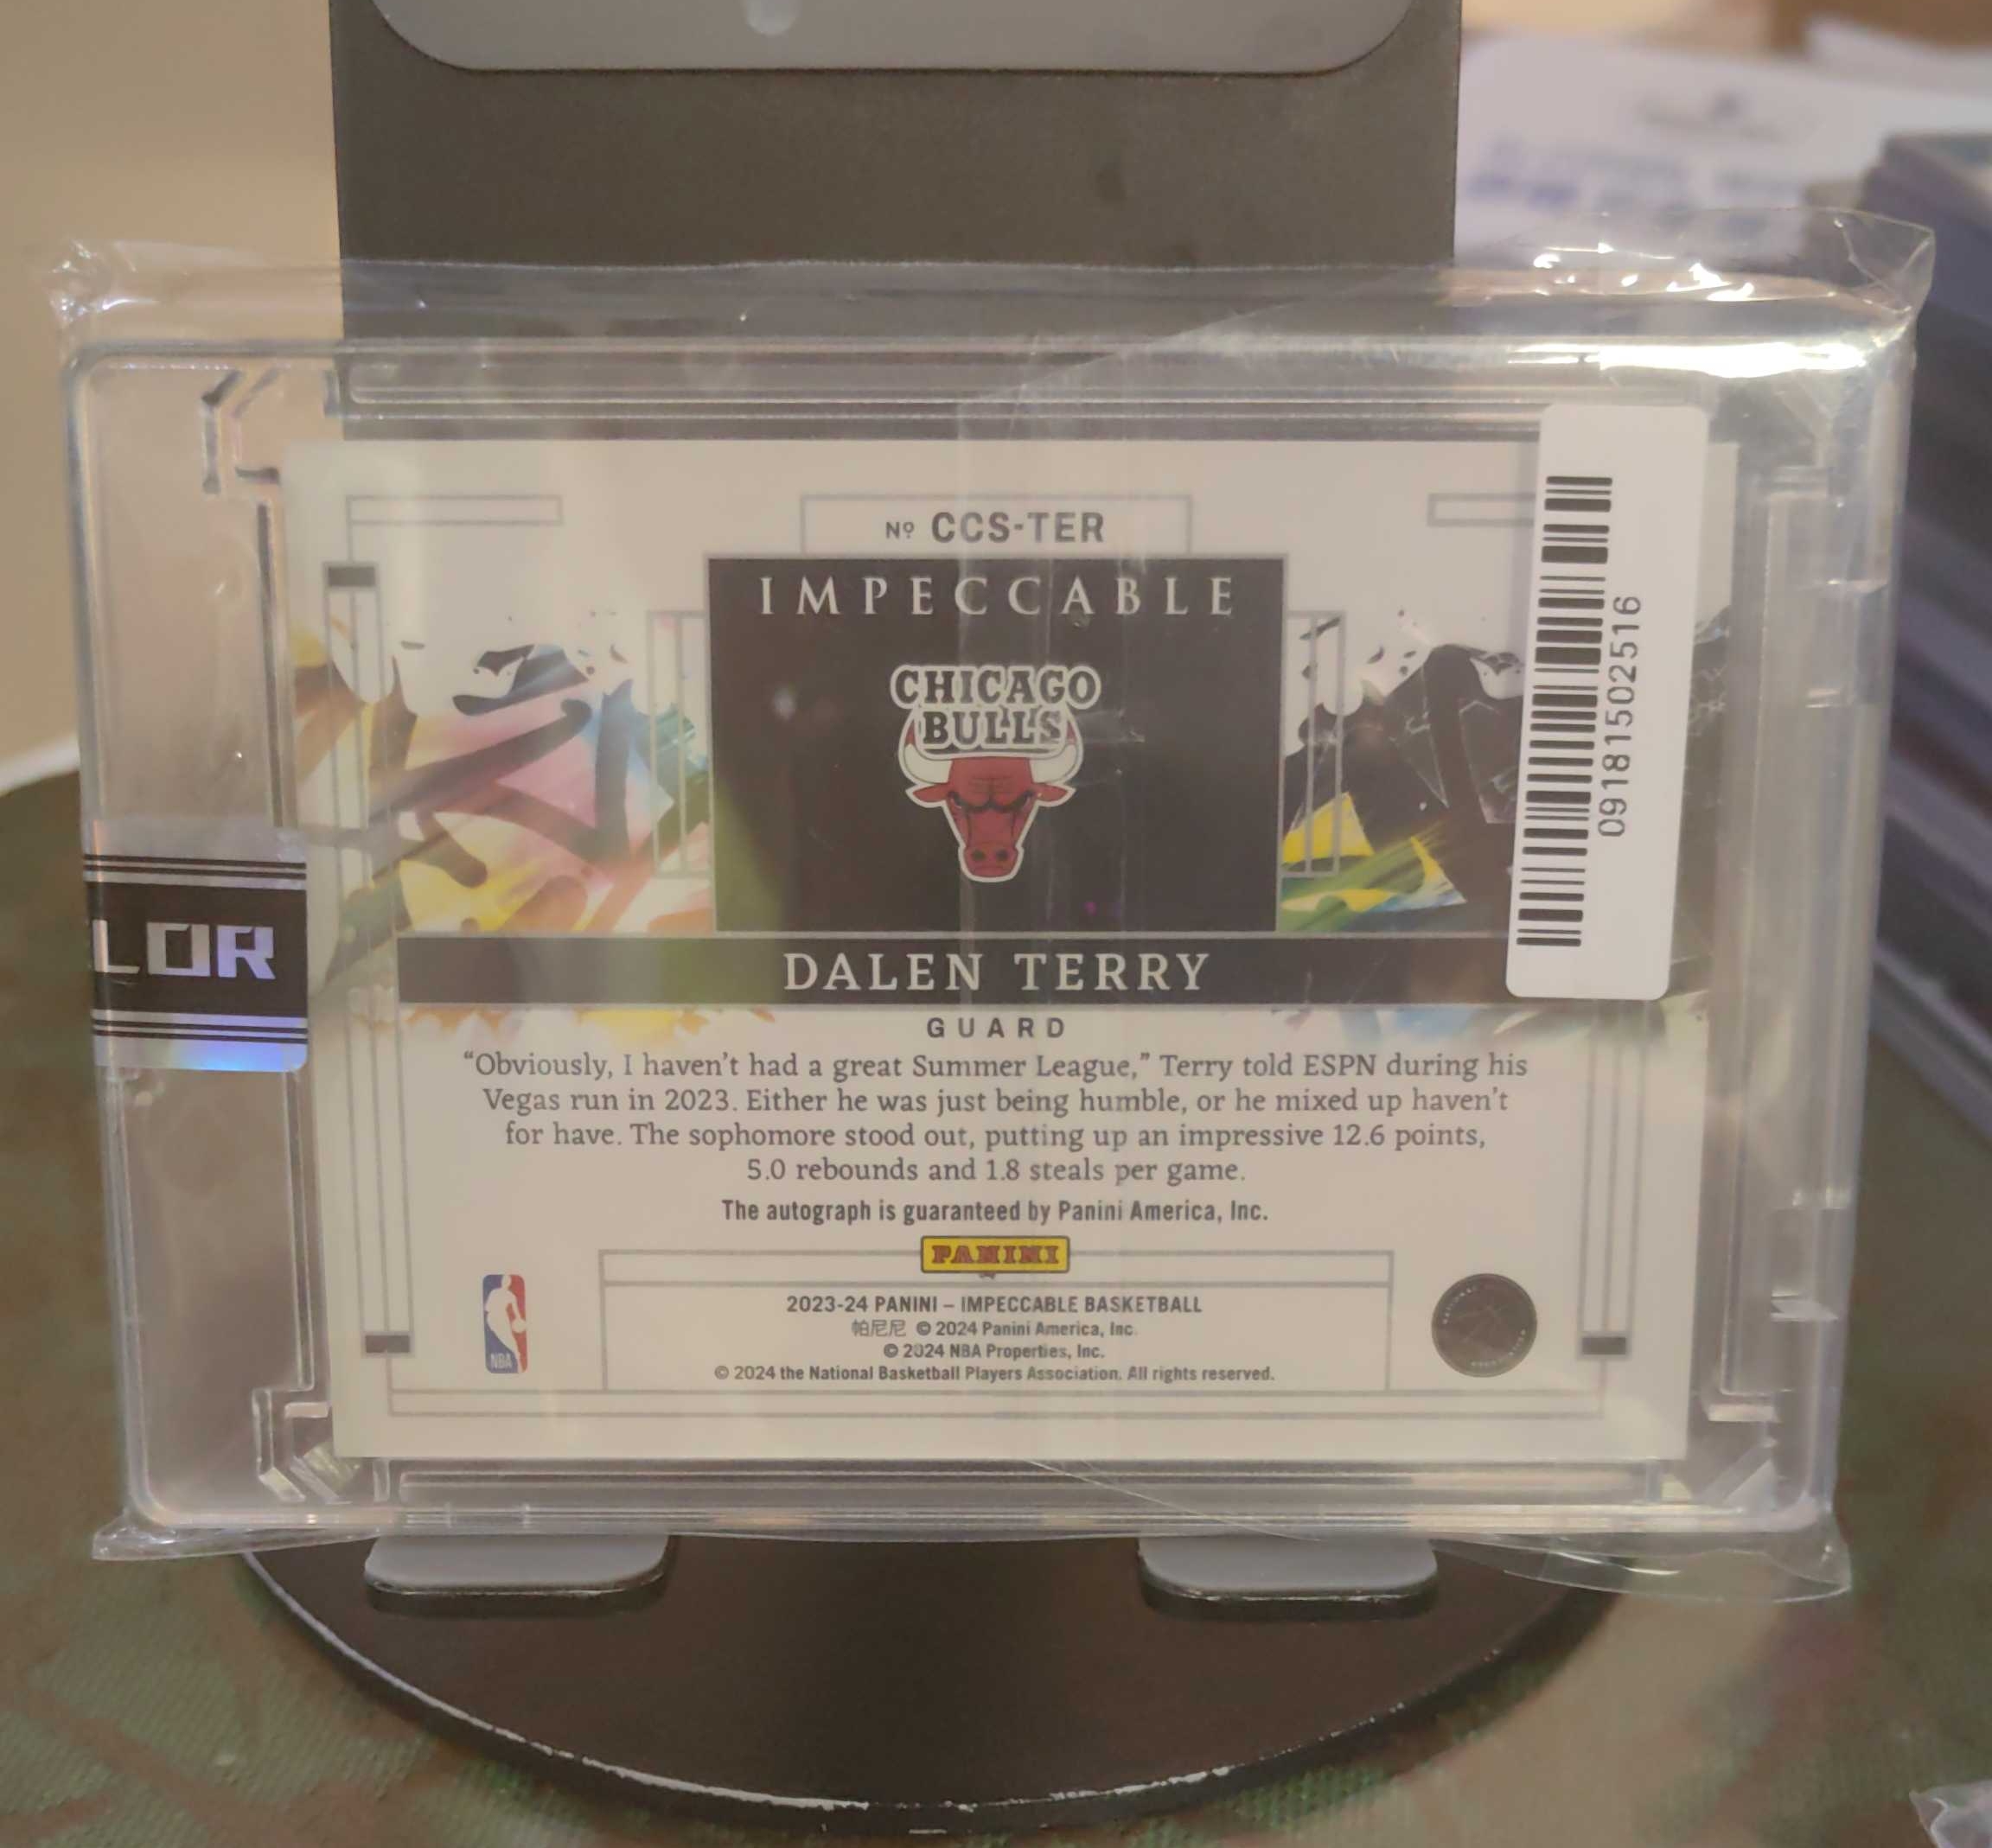 Nº CCS-TER
IMPECCABLE
CHICAGO
BULLS
DALEN TERRY
GUARD
"Obviously, I haven't had a great Summer League," Terry told ESPN during his
Vegas run in 2023. Either he was just being humble, or he mixed up haven't
for have. The sophomore stood out, putting up an impressive 12.6 points,
5.0 rebounds and 1.8 steals per game.
The autograph is guaranteed by Panini America, Inc.
PANINI
2023-24 PANINI – IMPECCABLE BASKETBALL
帕尼尼 © 2024 Panini America, Inc.
© 2024 NBA Properties, Inc.
© 2024 the National Basketball Players Association. All rights reserved.
NBA
LOR
09181502516